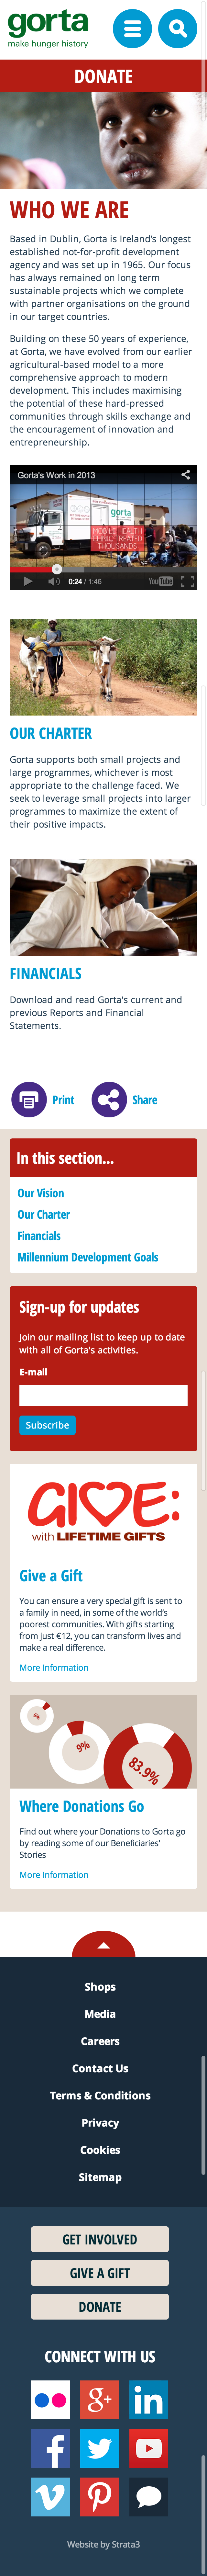 gorta
make hunger history
DONATE
WHO WE ARE
Based in Dublin, Gorta is Ireland's longest
established not-for-profit development
agency and was set up in 1965. Our focus
has always remained on long term
sustainable projects which we complete
with partner organisations on the ground
in our target countries.
Building on these 50 years of experience,
at Gorta, we have evolved from our earlier
agricultural-based model to a more
comprehensive approach to modern
development. This includes maximising
the potential of these hard-pressed
communities through skills exchange and
the encouragement of innovation and
entrepreneurship.
Gorta's Work in 2013
gorta
MOBILE HEALTH
CLINIC TREATED
THOUSANDS
0:24 / 1:46
YouTube
OUR CHARTER
Gorta supports both small projects and
large programmes, whichever is most
appropriate to the challenge faced. We
seek to leverage small projects into larger
programmes to maximize the extent of
their positive impacts.
FINANCIALS
Download and read Gorta's current and
previous Reports and Financial
Statements.
Print
Share
In this section...
Our Vision
Our Charter
Financials
Millennium Development Goals
Sign-up for updates
Join our mailing list to keep up to date
with all of Gorta's activities.
E-mail
Subscribe
GIVE:
with LIFETIME GIFTS
Give a Gift
You can ensure a very special gift is sent to
a family in need, in some of the world's
poorest communities. With gifts starting
from just €12, you can transform lives and
make a real difference.
More Information
9%
83.9%
Where Donations Go
Find out where your Donations to Gorta go
by reading some of our Beneficiaries'
Stories
More Information
Shops
Media
Careers
Contact Us
Terms & Conditions
Privacy
Cookies
Sitemap
GET INVOLVED
GIVE A GIFT
DONATE
CONNECT WITH US
Website by Strata3